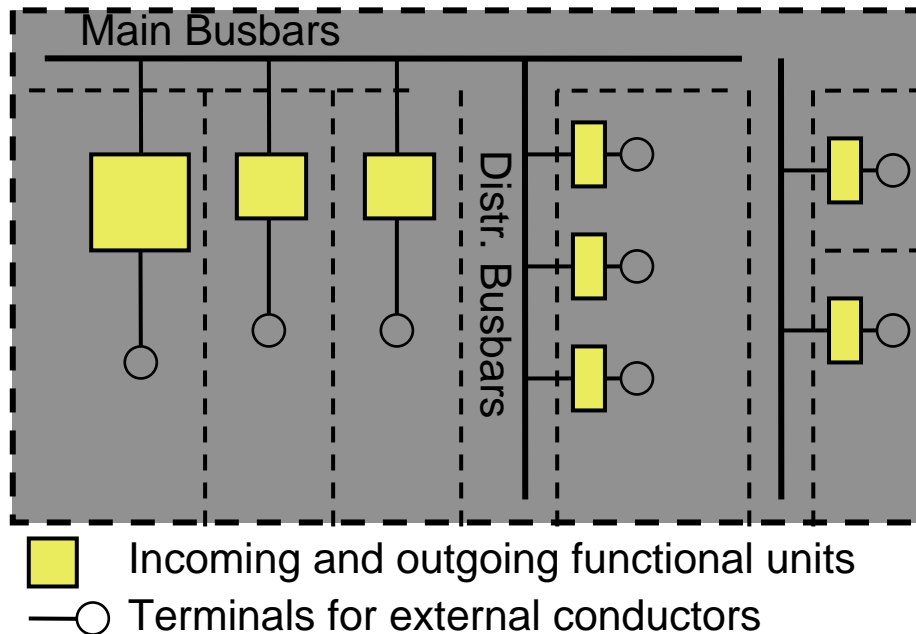 Main Busbars
Distr. Busbars
Incoming and outgoing functional units
Terminals for external conductors